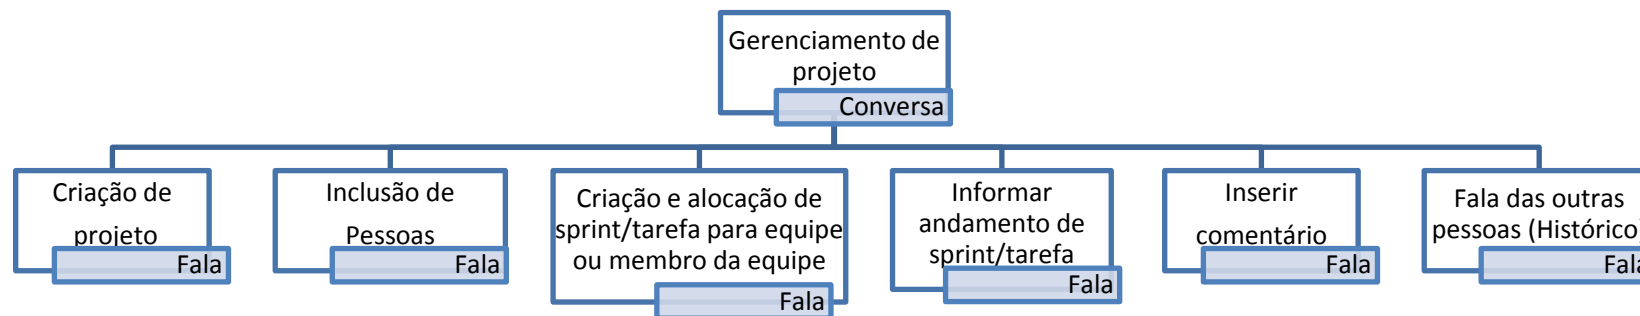 Gerenciamento de
projeto
Conversa
Criação de
projeto
Fala
Inclusão de
Pessoas
Fala
Criação e alocação de
sprint/tarefa para equipe
ou membro da equipe
Fala
Informar
andamento de
sprint/tarefa
Fala
Inserir
comentário
Fala
Fala das outras
pessoas (Histórico)
Fala